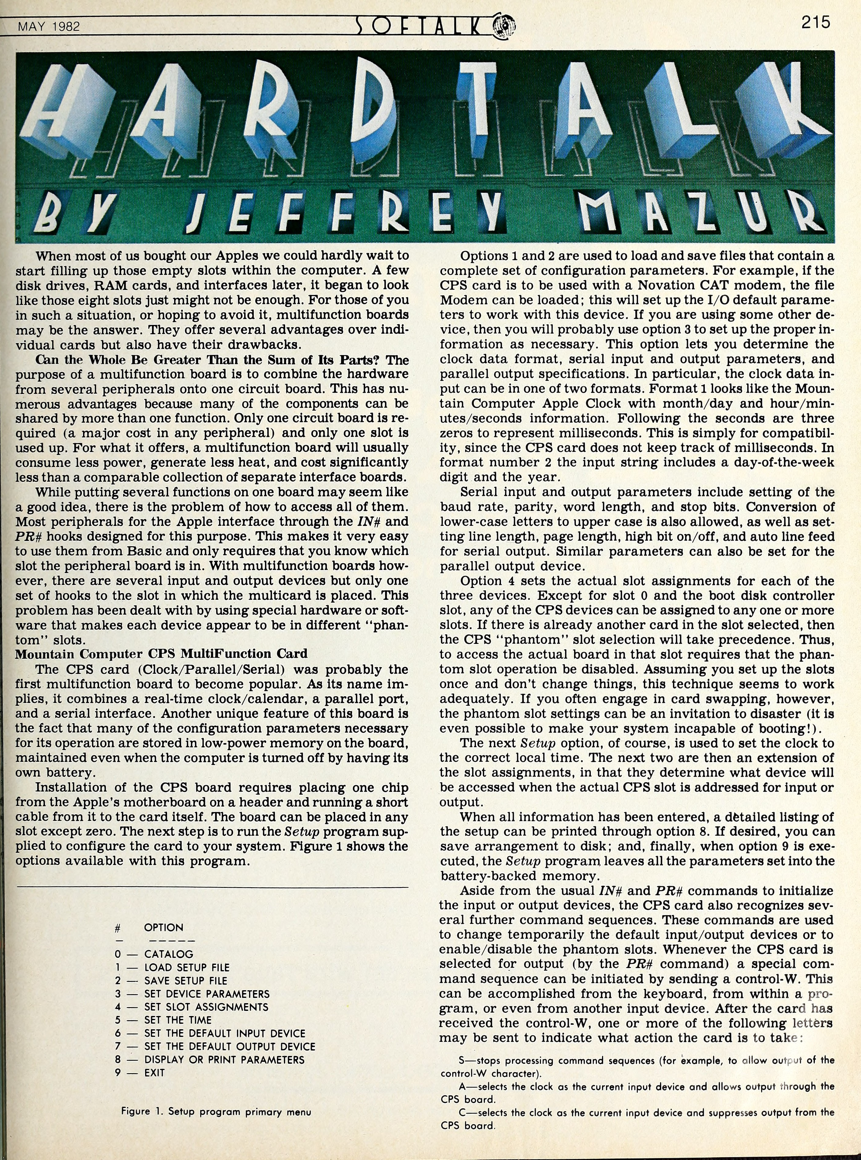 MAY 1982
SOFTALK
215
HARDTALK
BY JEFFREY MAZUR
When most of us bought our Apples we could hardly wait to
start filling up those empty slots within the computer. A few
disk drives, RAM cards, and interfaces later, it began to look
like those eight slots just might not be enough. For those of you
in such a situation, or hoping to avoid it, multifunction boards
may be the answer. They offer several advantages over indi-
vidual cards but also have their drawbacks.
Can the Whole Be Greater Than the Sum of Its Parts? The
purpose of a multifunction board is to combine the hardware
from several peripherals onto one circuit board. This has nu-
merous advantages because many of the components can be
shared by more than one function. Only one circuit board is re-
quired (a major cost in any peripheral) and only one slot is
used up. For what it offers, a multifunction board will usually
consume less power, generate less heat, and cost significantly
less than a comparable collection of separate interface boards.
While putting several functions on one board may seem like
a good idea, there is the problem of how to access all of them.
Most peripherals for the Apple interface through the IN# and
PR# hooks designed for this purpose. This makes it very easy
to use them from Basic and only requires that you know which
slot the peripheral board is in. With multifunction boards how-
ever, there are several input and output devices but only one
set of hooks to the slot in which the multicard is placed. This
problem has been dealt with by using special hardware or soft-
ware that makes each device appear to be in different "phan-
tom" slots.
Mountain Computer CPS MultiFunction Card
The CPS card (Clock/Parallel/Serial) was probably the
first multifunction board to become popular. As its name im-
plies, it combines a real-time clock/calendar, a parallel port,
and a serial interface. Another unique feature of this board is
the fact that many of the configuration parameters necessary
for its operation are stored in low-power memory on the board,
maintained even when the computer is turned off by having its
own battery.
Installation of the CPS board requires placing one chip
from the Apple's motherboard on a header and running a short
cable from it to the card itself. The board can be placed in any
slot except zero. The next step is to run the Setup program sup-
plied to configure the card to your system. Figure 1 shows the
options available with this program.
# OPTION
– – – – – –
0 — CATALOG
1 — LOAD SETUP FILE
2 — SAVE SETUP FILE
3 — SET DEVICE PARAMETERS
4 — SET SLOT ASSIGNMENTS
5 — SET THE TIME
6 — SET THE DEFAULT INPUT DEVICE
7 — SET THE DEFAULT OUTPUT DEVICE
8 — DISPLAY OR PRINT PARAMETERS
9 — EXIT
Figure 1. Setup program primary menu
Options 1 and 2 are used to load and save files that contain a
complete set of configuration parameters. For example, if the
CPS card is to be used with a Novation CAT modem, the file
Modem can be loaded; this will set up the I/O default parame-
ters to work with this device. If you are using some other de-
vice, then you will probably use option 3 to set up the proper in-
formation as necessary. This option lets you determine the
clock data format, serial input and output parameters, and
parallel output specifications. In particular, the clock data in-
put can be in one of two formats. Format 1 looks like the Moun-
tain Computer Apple Clock with month/day and hour/min-
utes/seconds information. Following the seconds are three
zeros to represent milliseconds. This is simply for compatibil-
ity, since the CPS card does not keep track of milliseconds. In
format number 2 the input string includes a day-of-the-week
digit and the year.
Serial input and output parameters include setting of the
baud rate, parity, word length, and stop bits. Conversion of
lower-case letters to upper case is also allowed, as well as set-
ting line length, page length, high bit on/off, and auto line feed
for serial output. Similar parameters can also be set for the
parallel output device.
Option 4 sets the actual slot assignments for each of the
three devices. Except for slot 0 and the boot disk controller
slot, any of the CPS devices can be assigned to any one or more
slots. If there is already another card in the slot selected, then
the CPS "phantom" slot selection will take precedence. Thus,
to access the actual board in that slot requires that the phan-
tom slot operation be disabled. Assuming you set up the slots
once and don't change things, this technique seems to work
adequately. If you often engage in card swapping, however,
the phantom slot settings can be an invitation to disaster (it is
even possible to make your system incapable of booting!).
The next Setup option, of course, is used to set the clock to
the correct local time. The next two are then an extension of
the slot assignments, in that they determine what device will
be accessed when the actual CPS slot is addressed for input or
output.
When all information has been entered, a detailed listing of
the setup can be printed through option 8. If desired, you can
save arrangement to disk; and, finally, when option 9 is exe-
cuted, the Setup program leaves all the parameters set into the
battery-backed memory.
Aside from the usual IN# and PR# commands to initialize
the input or output devices, the CPS card also recognizes sev-
eral further command sequences. These commands are used
to change temporarily the default input/output devices or to
enable/disable the phantom slots. Whenever the CPS card is
selected for output (by the PR# command) a special com-
mand sequence can be initiated by sending a control-W. This
can be accomplished from the keyboard, from within a pro-
gram, or even from another input device. After the card has
received the control-W, one or more of the following letters
may be sent to indicate what action the card is to take:
S—stops processing command sequences (for example, to allow output of the
control-W character).
A—selects the clock as the current input device and allows output through the
CPS board.
C—selects the clock as the current input device and suppresses output from the
CPS board.